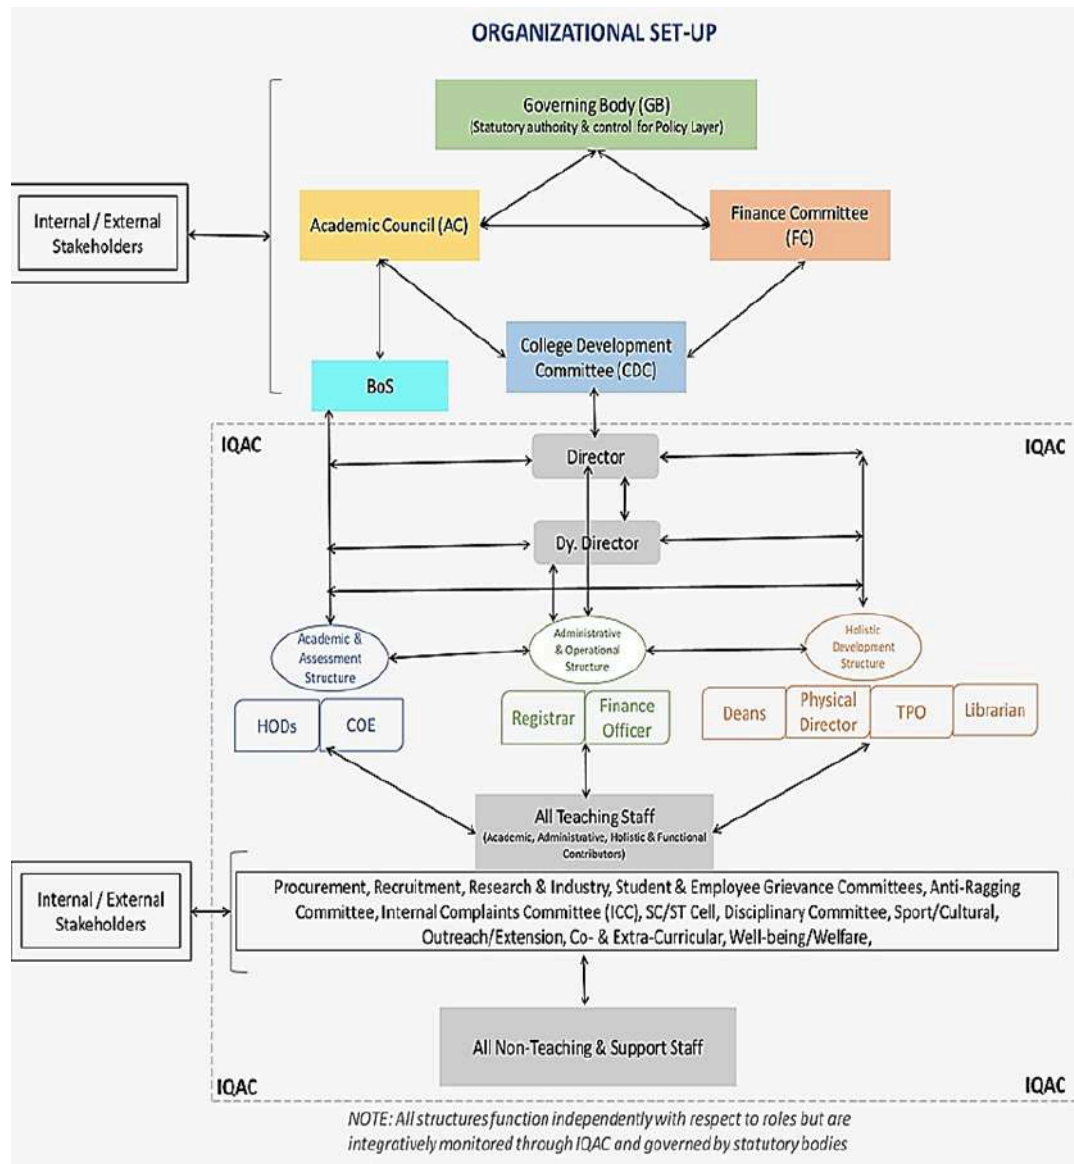 ORGANIZATIONAL SET-UP
Governing Body (GB)
(Statutory authority & control for Policy Layer)
Internal / External
Stakeholders
Academic Council (AC)
Finance Committee
(FC)
College Development
Committee (CDC)
BoS
IQAC
IQAC
Director
Dy. Director
Academic &
Assessment
Structure
Administrative
& Operational
Structure
Holistic
Development
Structure
HODs
COE
Registrar
Finance
Officer
Deans
Physical
Director
TPO
Librarian
All Teaching Staff
(Academic, Administrative, Holistic & Functional
Contributors)
Internal / External
Stakeholders
Procurement, Recruitment, Research & Industry, Student & Employee Grievance Committees, Anti-Ragging
Committee, Internal Complaints Committee (ICC), SC/ST Cell, Disciplinary Committee, Sport/Cultural,
Outreach/Extension, Co- & Extra-Curricular, Well-being/Welfare,
All Non-Teaching & Support Staff
IQAC
IQAC
NOTE: All structures function independently with respect to roles but are
integratively monitored through IQAC and governed by statutory bodies